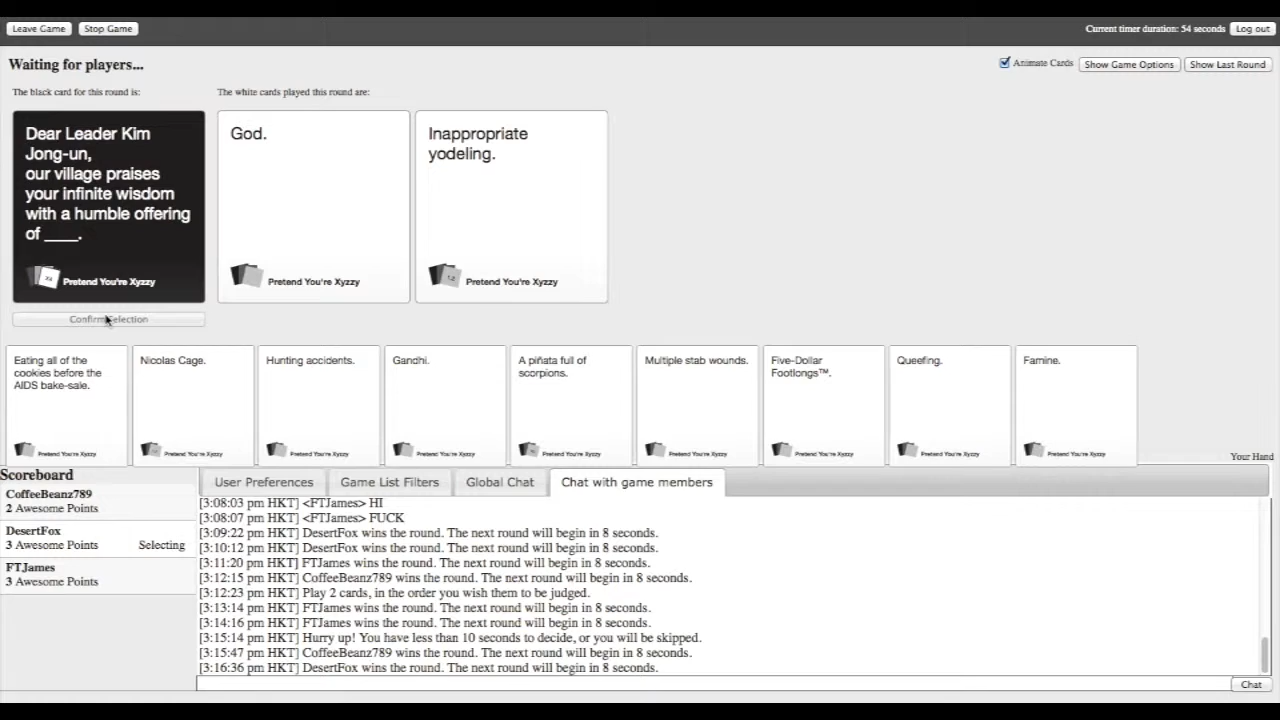 Leave Game
Stop Game
Current timer duration: 54 seconds
Log out
Waiting for players...
Animate Cards
Show Game Options
Show Last Round
The black card for this round is:
The white cards played this round are:
Dear Leader Kim
Jong-un,
our village praises
your infinite wisdom
with a humble offering
of ____.
Pretend You're Xyzzy
God.
Pretend You're Xyzzy
Inappropriate
yodeling.
1.2
Pretend You're Xyzzy
Confirm Selection
Eating all of the
cookies before the
AIDS bake-sale.
Pretend You're Xyzzy
Nicolas Cage.
Pretend You're Xyzzy
Hunting accidents.
Pretend You're Xyzzy
Gandhi.
Pretend You're Xyzzy
A piñata full of
scorpions.
Pretend You're Xyzzy
Multiple stab wounds.
Pretend You're Xyzzy
Five-Dollar
Footlongs™.
Pretend You're Xyzzy
Queefing.
Pretend You're Xyzzy
Famine.
Pretend You're Xyzzy
Your Hand
Scoreboard
CoffeeBeanz789
2 Awesome Points
DesertFox
3 Awesome Points
Selecting
FTJames
3 Awesome Points
User Preferences
Game List Filters
Global Chat
Chat with game members
[3:08:03 pm HKT] <FTJames> HI
[3:08:07 pm HKT] <FTJames> FUCK
[3:09:22 pm HKT] DesertFox wins the round. The next round will begin in 8 seconds.
[3:10:12 pm HKT] DesertFox wins the round. The next round will begin in 8 seconds.
[3:11:20 pm HKT] FTJames wins the round. The next round will begin in 8 seconds.
[3:12:15 pm HKT] CoffeeBeanz789 wins the round. The next round will begin in 8 seconds.
[3:12:23 pm HKT] Play 2 cards, in the order you wish them to be judged.
[3:13:14 pm HKT] FTJames wins the round. The next round will begin in 8 seconds.
[3:14:16 pm HKT] FTJames wins the round. The next round will begin in 8 seconds.
[3:15:14 pm HKT] Hurry up! You have less than 10 seconds to decide, or you will be skipped.
[3:15:47 pm HKT] CoffeeBeanz789 wins the round. The next round will begin in 8 seconds.
[3:16:36 pm HKT] DesertFox wins the round. The next round will begin in 8 seconds.
Chat